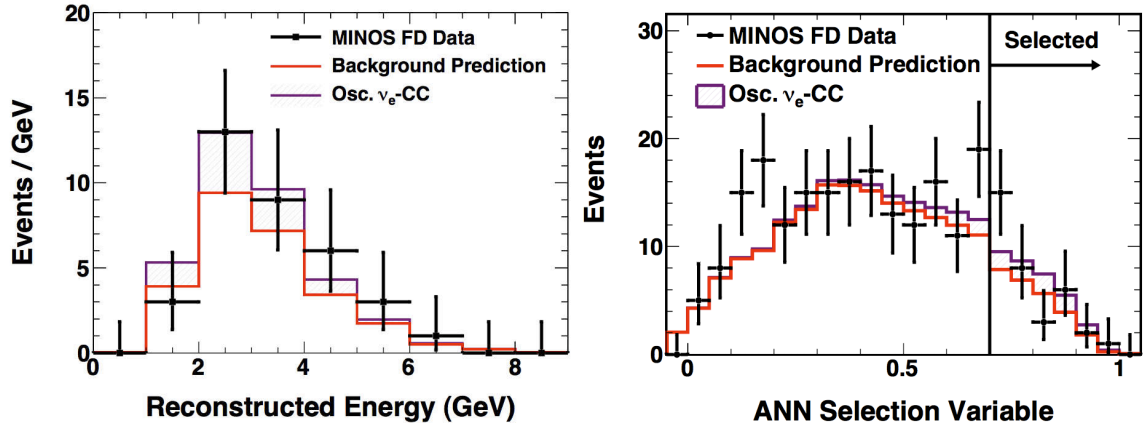 MINOS FD Data
Background Prediction
Osc. νe-CC
Events / GeV
20
15
10
5
0
0 2 4 6 8
Reconstructed Energy (GeV)
MINOS FD Data
Background Prediction
Osc. νe-CC
Selected
Events
30
20
10
0
0 0.5 1
ANN Selection Variable